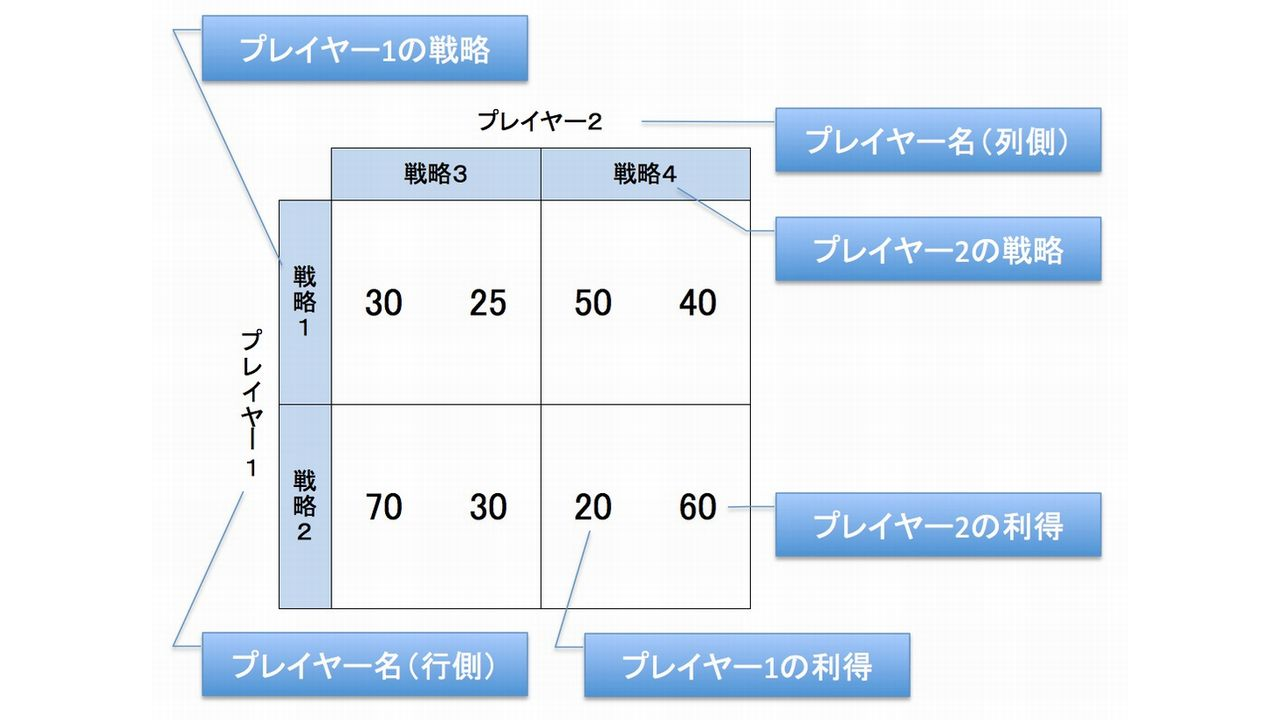 プレイヤー1の戦略
プレイヤー2
プレイヤー名（列側）
戦略3 戦略4
プレイヤー2の戦略
戦略1
30 25 50 40
プレイヤー1
戦略2
70 30 20 60
プレイヤー2の利得
プレイヤー名（行側）
プレイヤー1の利得